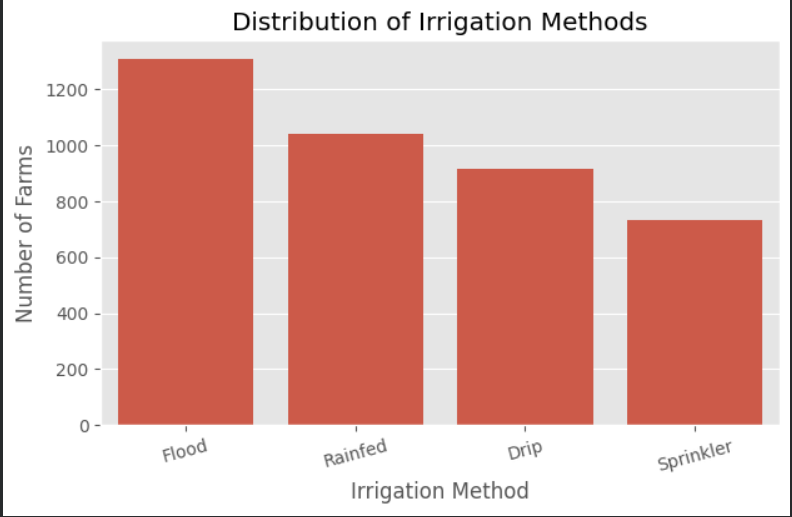 Distribution of Irrigation Methods
Number of Farms
1200
1000
800
600
400
200
0
Flood Rainfed Drip Sprinkler
Irrigation Method